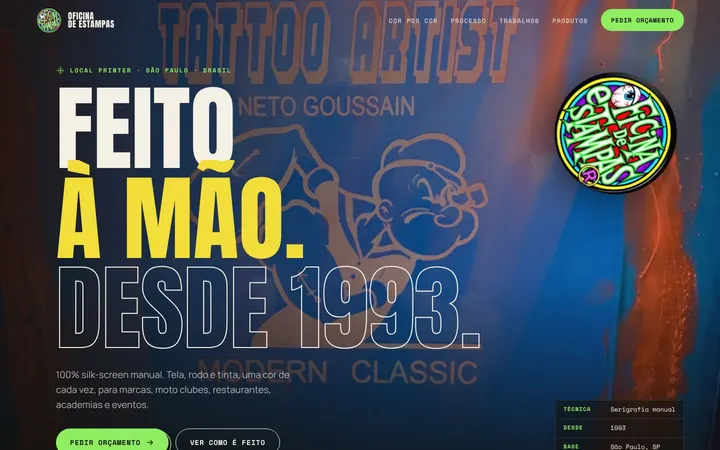 OFICINA
DE ESTAMPAS
COR POR COR
PROCESSO
TRABALHOS
PRODUTOS
PEDIR ORÇAMENTO
TATTOO ARTIST
NETO GOUSSAIN
LOCAL PRINTER · SÃO PAULO · BRASIL
OFICINA
DE
ESTAMPAS
R
FEITO
À MÃO.
DESDE 1993.
MODERN CLASSIC
100% silk-screen manual. Tela, rodo e tinta, uma cor de
cada vez, para marcas, moto clubes, restaurantes,
academias e eventos.
PEDIR ORÇAMENTO →
VER COMO É FEITO
TÉCNICA Serigrafia manual
DESDE 1993
BASE São Paulo, SP